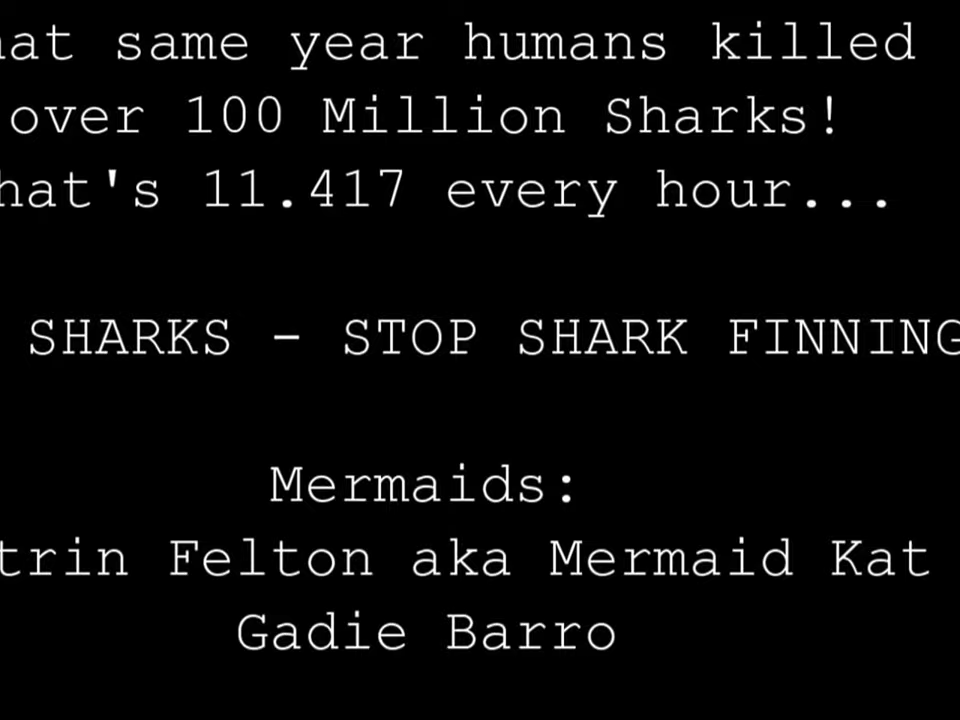 hat same year humans killed
over 100 Million Sharks!
hat's 11.417 every hour...
SHARKS - STOP SHARK FINNING
Mermaids:
trin Felton aka Mermaid Kat
Gadie Barro